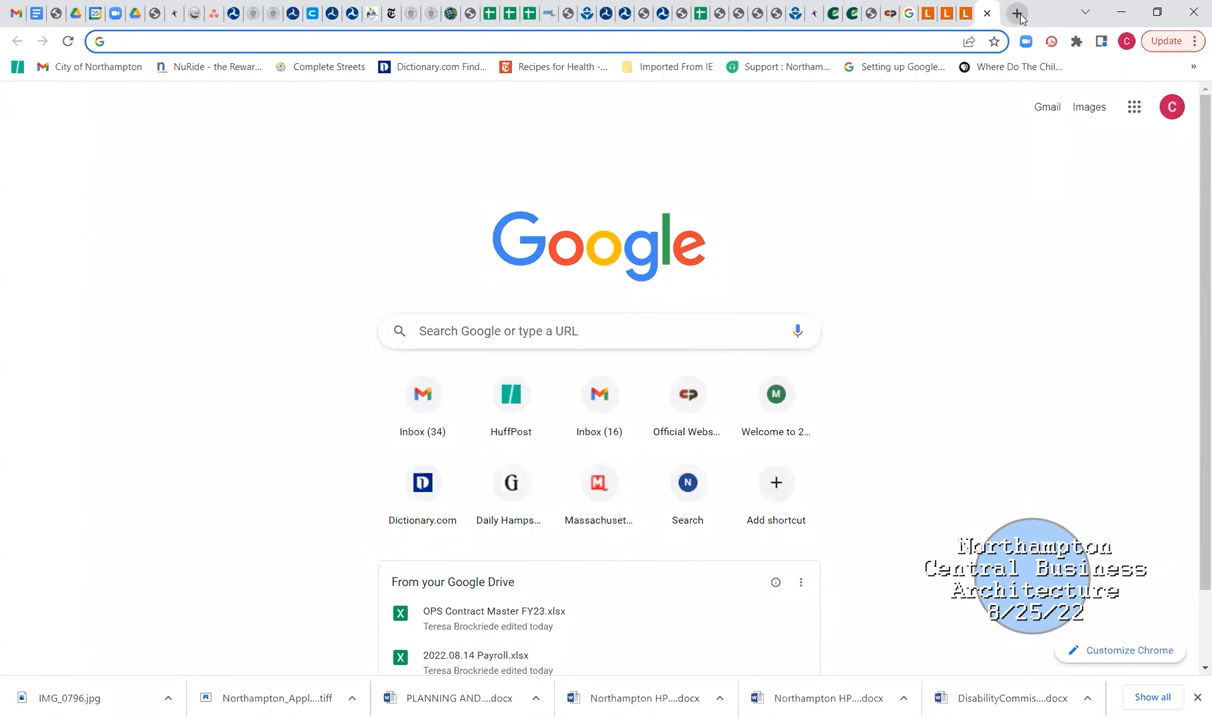 Update
City of Northampton
NuRide - the Rewar...
Complete Streets
Dictionary.com Find...
Recipes for Health -...
Imported From IE
Support : Northam...
Setting up Google...
Where Do The Chil...
»
Gmail Images C
Google
Search Google or type a URL
Inbox (34)
HuffPost
Inbox (16)
Official Webs...
Welcome to 2...
Dictionary.com
Daily Hamps...
Massachuset...
Search
Add shortcut
From your Google Drive
OPS Contract Master FY23.xlsx
Teresa Brockriede edited today
2022.08.14 Payroll.xlsx
Teresa Brockriede edited today
Northampton
Central Business
Architecture
8/25/22
Customize Chrome
IMG_0796.jpg
Northampton_Appl....tiff
PLANNING AND....docx
Northampton HP....docx
Northampton HP....docx
DisabilityCommis....docx
Show all